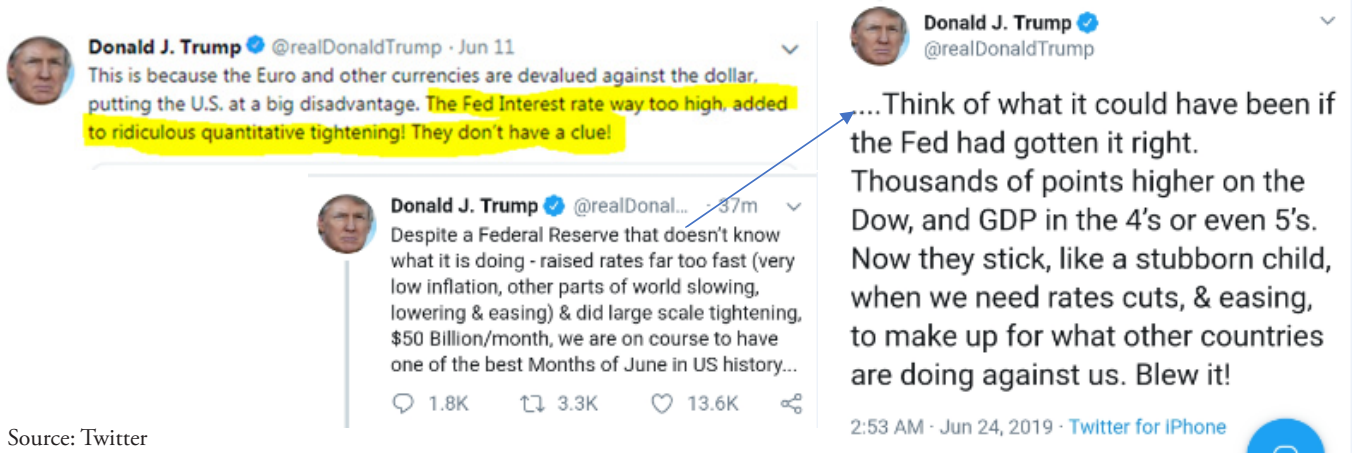 Donald J. Trump @realDonaldTrump · Jun 11
This is because the Euro and other currencies are devalued against the dollar,
putting the U.S. at a big disadvantage. The Fed Interest rate way too high, added
to ridiculous quantitative tightening! They don't have a clue!
Donald J. Trump @realDonal... · 37m
Despite a Federal Reserve that doesn't know
what it is doing - raised rates far too fast (very
low inflation, other parts of world slowing,
lowering & easing) & did large scale tightening,
$50 Billion/month, we are on course to have
one of the best Months of June in US history...
1.8K 3.3K 13.6K
Donald J. Trump
@realDonaldTrump
....Think of what it could have been if
the Fed had gotten it right.
Thousands of points higher on the
Dow, and GDP in the 4's or even 5's.
Now they stick, like a stubborn child,
when we need rates cuts, & easing,
to make up for what other countries
are doing against us. Blew it!
2:53 AM · Jun 24, 2019 · Twitter for iPhone
Source: Twitter